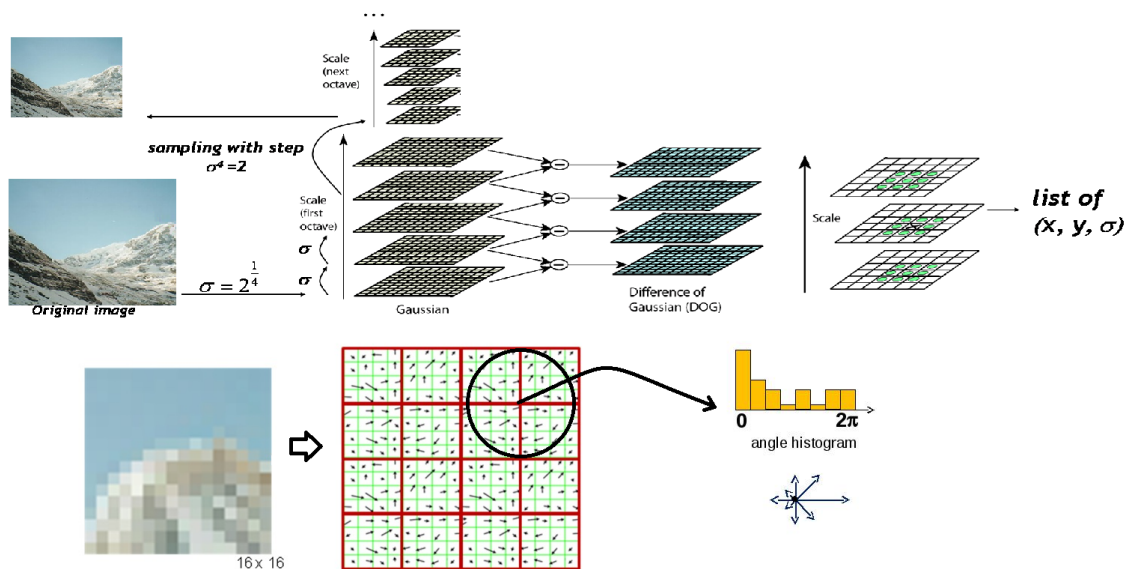 ...
Scale
(next
octave)
sampling with step
σ⁴=2
Scale
(first
octave)
σ
σ
σ = 2^{1/4}
Original image
Gaussian
Difference of
Gaussian (DOG)
Scale
list of
(x, y, σ)
16 x 16
0
2π
angle histogram